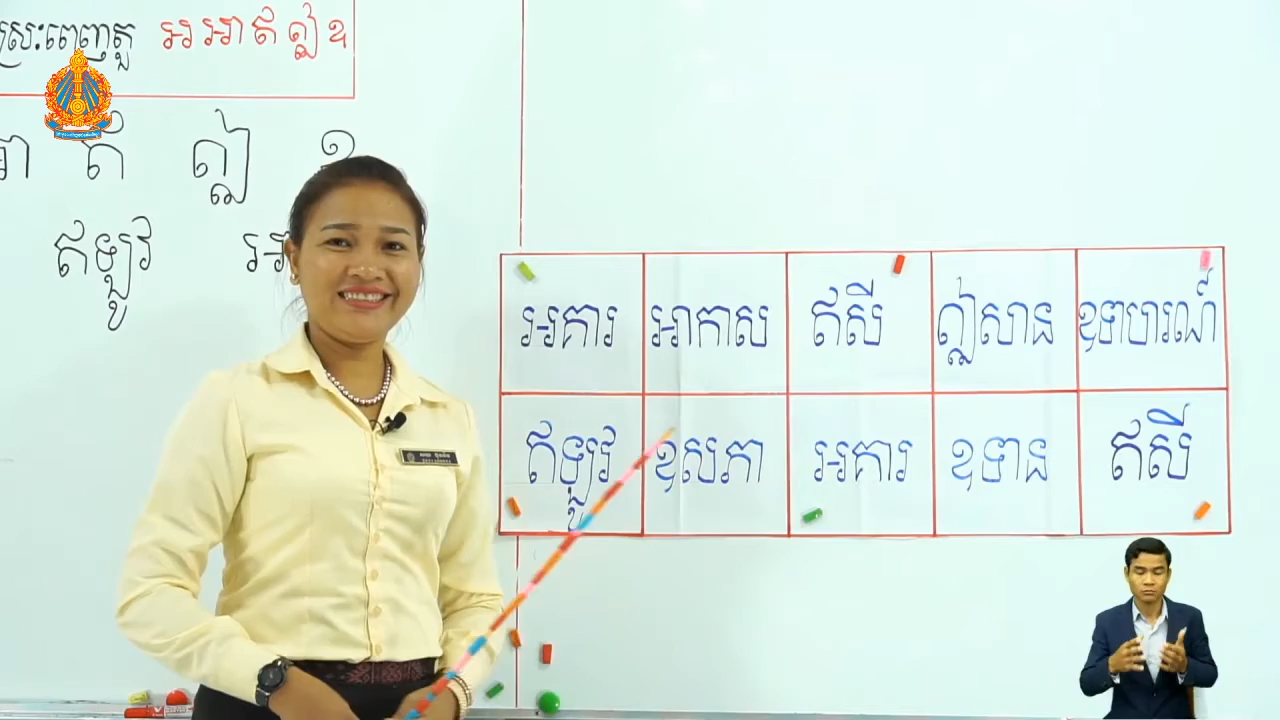 ស្រៈពេញតួ អ អា ឥ ឦ ឧ
ឥឡូវ
អគារ អាកាស ឥសី ឦសាន ឧទាហរណ៍
ឥឡូវ ឧសភា អគារ ឧទាន ឥសី